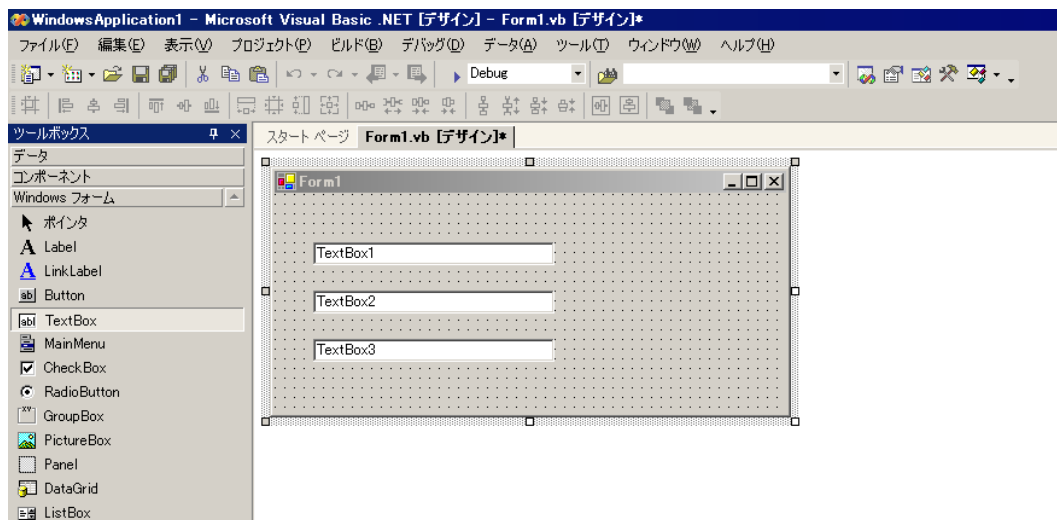 WindowsApplication1 - Microsoft Visual Basic .NET [デザイン] - Form1.vb [デザイン]*
ファイル(F) 編集(E) 表示(V) プロジェクト(P) ビルド(B) デバッグ(D) データ(A) ツール(T) ウィンドウ(W) ヘルプ(H)
Debug
ツールボックス
データ
コンポーネント
Windows フォーム
ポインタ
A Label
A LinkLabel
ab Button
abl TextBox
MainMenu
CheckBox
RadioButton
XY GroupBox
PictureBox
Panel
DataGrid
ListBox
スタート ページ Form1.vb [デザイン]*
Form1
TextBox1
TextBox2
TextBox3